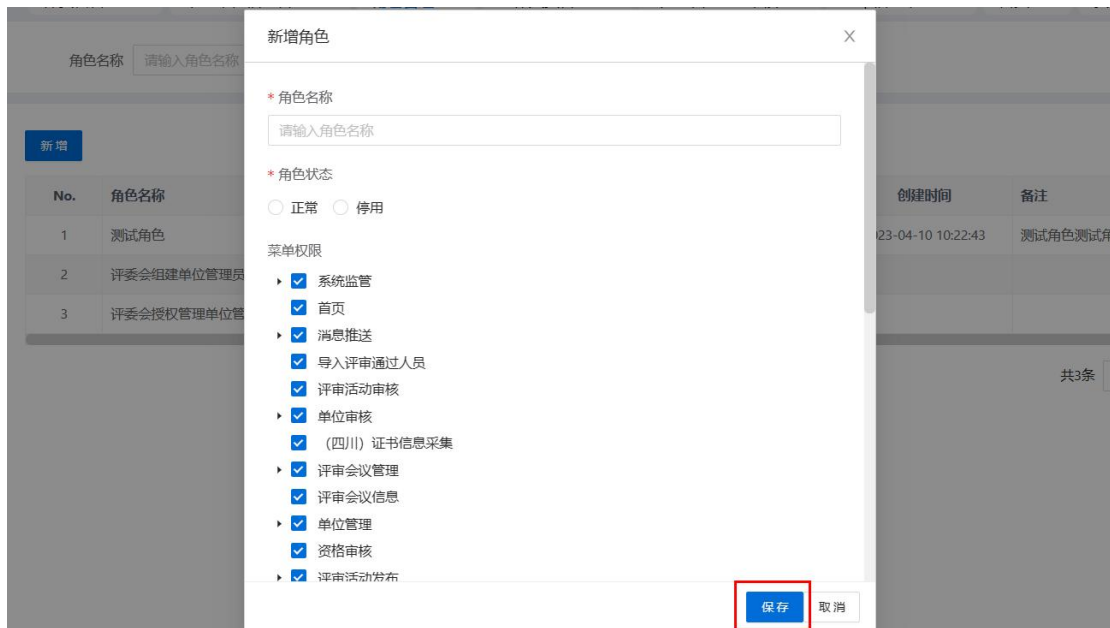 新增角色
角色名称 请输入角色名称
* 角色名称
请输入角色名称
新增
* 角色状态
No. 角色名称 创建时间 备注
正常 停用
1 测试角色 023-04-10 10:22:43 测试角色测试角
菜单权限
2 评委会组建单位管理员
系统监管
首页
3 评委会授权管理单位管
消息推送
导入评审通过人员
共3条
评审活动审核
单位审核
（四川）证书信息采集
评审会议管理
评审会议信息
单位管理
资格审核
评审活动发布
保存 取消